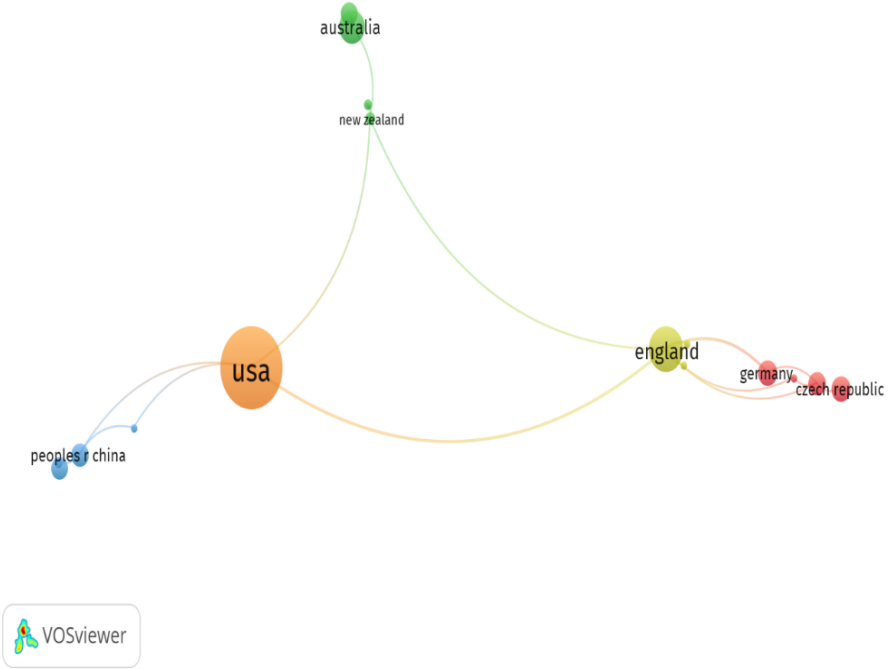 australia
new zealand
england
usa
germany
czech republic
peoples r china
VOSviewer